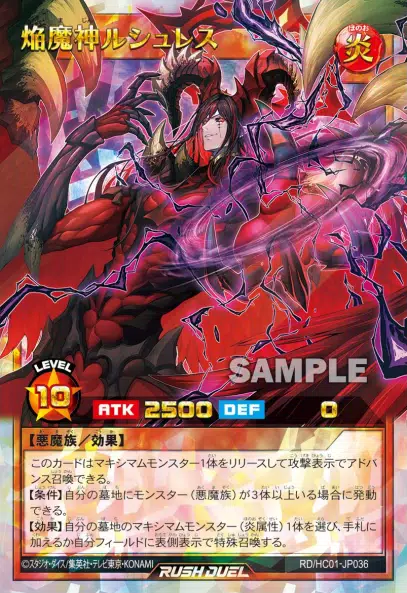 焔魔神ルシュレス
ほのお
炎
SAMPLE
LEVEL
10
ATK 2500 DEF 0
【悪魔族／効果】
このカードはマキシマムモンスター1体をリリースして攻撃表示でアドバ
ンス召喚できる。
【条件】自分の墓地にモンスター（悪魔族）が3体以上いる場合に発動
できる。
【効果】自分の墓地のマキシマムモンスター（炎属性）1体を選び、手札に
加えるか自分フィールドに表側表示で特殊召喚する。
©スタジオ・ダイス/集英社・テレビ東京・KONAMI
RUSH DUEL
RD/HC01-JP036